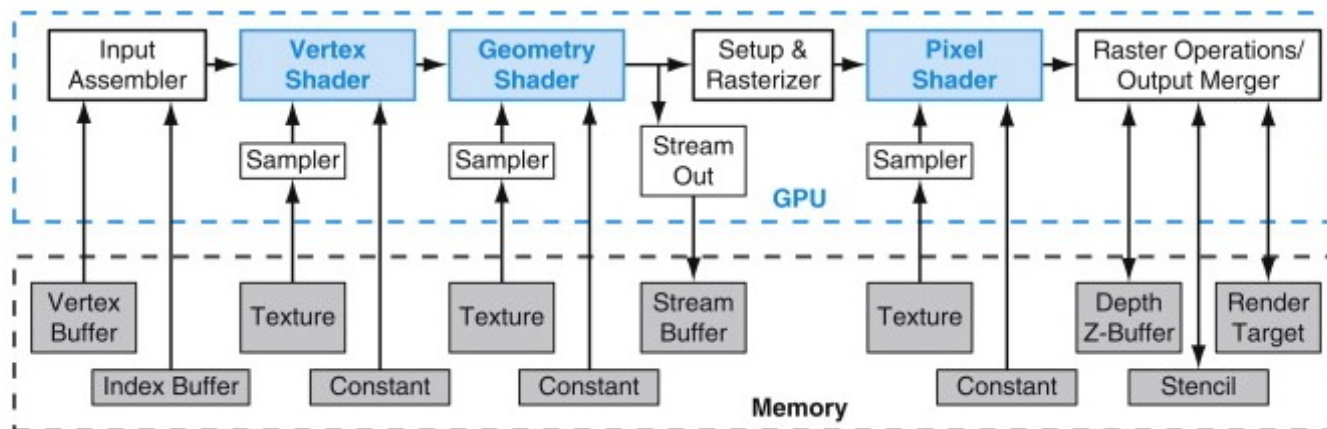 Input
Assembler
Vertex
Shader
Geometry
Shader
Setup &
Rasterizer
Pixel
Shader
Raster Operations/
Output Merger
Sampler
Sampler
Stream
Out
Sampler
GPU
Vertex
Buffer
Texture
Texture
Stream
Buffer
Texture
Depth
Z-Buffer
Render
Target
Index Buffer
Constant
Constant
Constant
Stencil
Memory